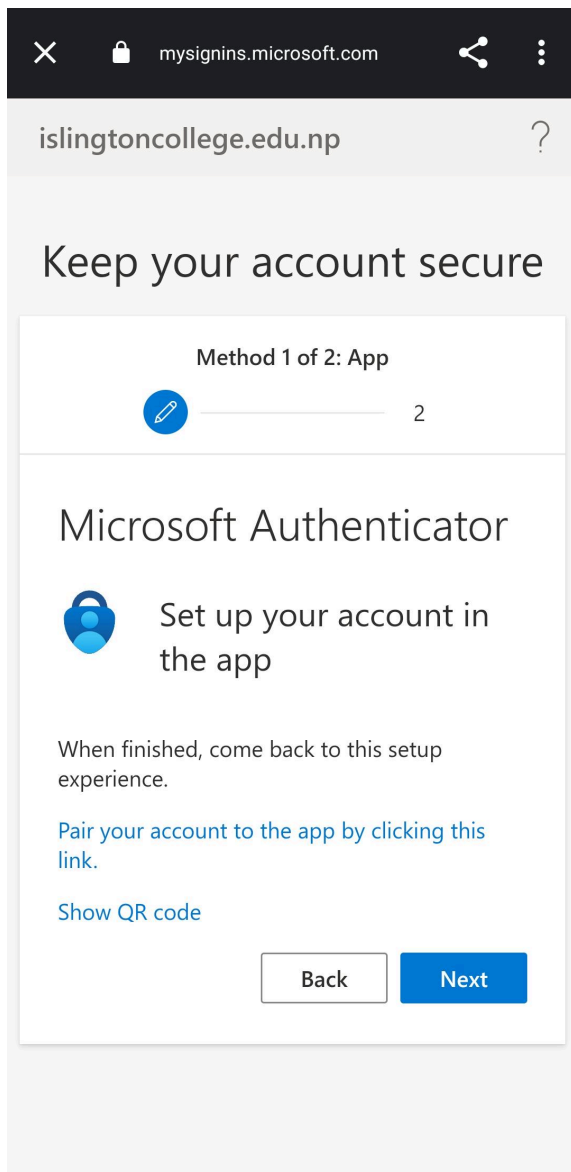 mysignins.microsoft.com
islingtoncollege.edu.np
?
Keep your account secure
Method 1 of 2: App
2
Microsoft Authenticator
Set up your account in
the app
When finished, come back to this setup
experience.
Pair your account to the app by clicking this
link.
Show QR code
Back
Next